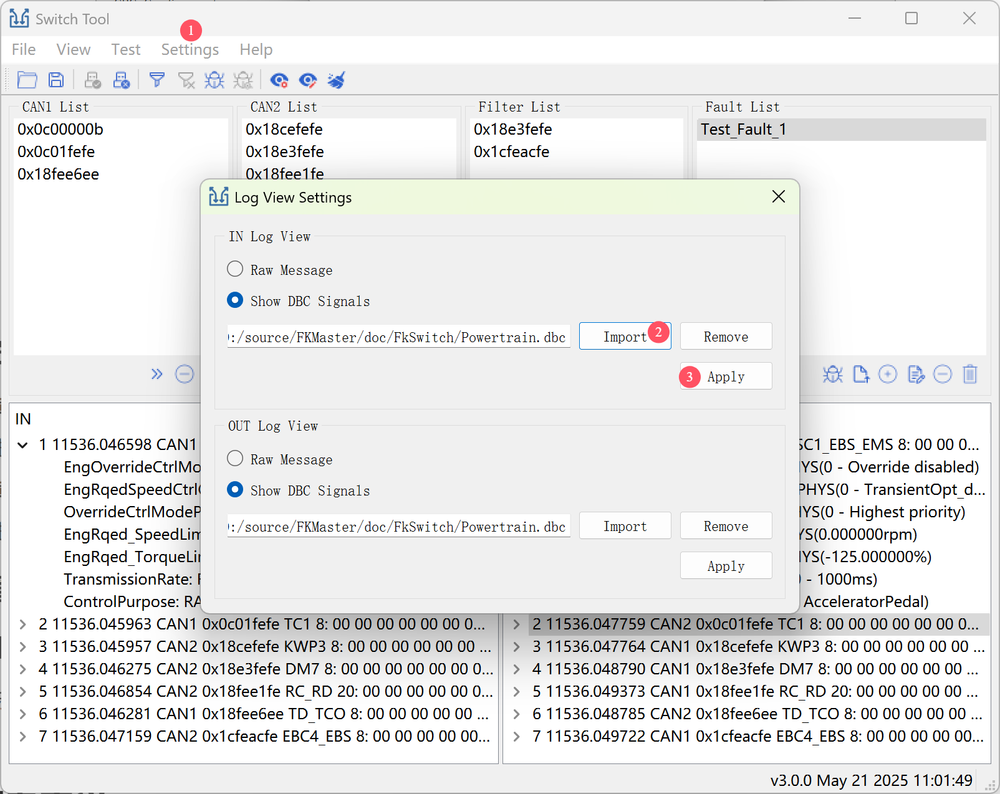 Switch Tool
1
File View Test Settings Help
CAN1 List
0x0c00000b
0x0c01fefe
0x18fee6ee
CAN2 List
0x18cefefe
0x18e3fefe
0x18fee1fe
Filter List
0x18e3fefe
0x1cfeacfe
Fault List
Test_Fault_1
Log View Settings
IN Log View
Raw Message
Show DBC Signals
:/source/FKMaster/doc/FkSwitch/Powertrain.dbc
Import 2
Remove
3 Apply
OUT Log View
Raw Message
Show DBC Signals
:/source/FKMaster/doc/FkSwitch/Powertrain.dbc
Import
Remove
Apply
IN
1 11536.046598 CAN1
EngOverrideCtrlMo
EngRqedSpeedCtrl
OverrideCtrlModeP
EngRqed_SpeedLim
EngRqed_TorqueLi
TransmissionRate:
ControlPurpose: RA
2 11536.045963 CAN1 0x0c01fefe TC1 8: 00 00 00 00 00 0...
3 11536.045957 CAN2 0x18cefefe KWP3 8: 00 00 00 00 00 ...
4 11536.046275 CAN2 0x18e3fefe DM7 8: 00 00 00 00 00 0...
5 11536.046854 CAN2 0x18fee1fe RC_RD 20: 00 00 00 00 0...
6 11536.046281 CAN1 0x18fee6ee TD_TCO 8: 00 00 00 00 ...
7 11536.047159 CAN2 0x1cfeacfe EBC4_EBS 8: 00 00 00 00...
SC1_EBS_EMS 8: 00 00 0...
YS(0 - Override disabled)
PHYS(0 - TransientOpt_d...
YS(0 - Highest priority)
YS(0.000000rpm)
YS(-125.000000%)
- 1000ms)
AcceleratorPedal)
2 11536.047759 CAN2 0x0c01fefe TC1 8: 00 00 00 00 00 0...
3 11536.047764 CAN1 0x18cefefe KWP3 8: 00 00 00 00 00 ...
4 11536.048790 CAN1 0x18e3fefe DM7 8: 00 00 00 00 00 ...
5 11536.049373 CAN1 0x18fee1fe RC_RD 20: 00 00 00 00 ...
6 11536.048785 CAN2 0x18fee6ee TD_TCO 8: 00 00 00 00 ...
7 11536.049722 CAN1 0x1cfeacfe EBC4_EBS 8: 00 00 00 00...
v3.0.0 May 21 2025 11:01:49